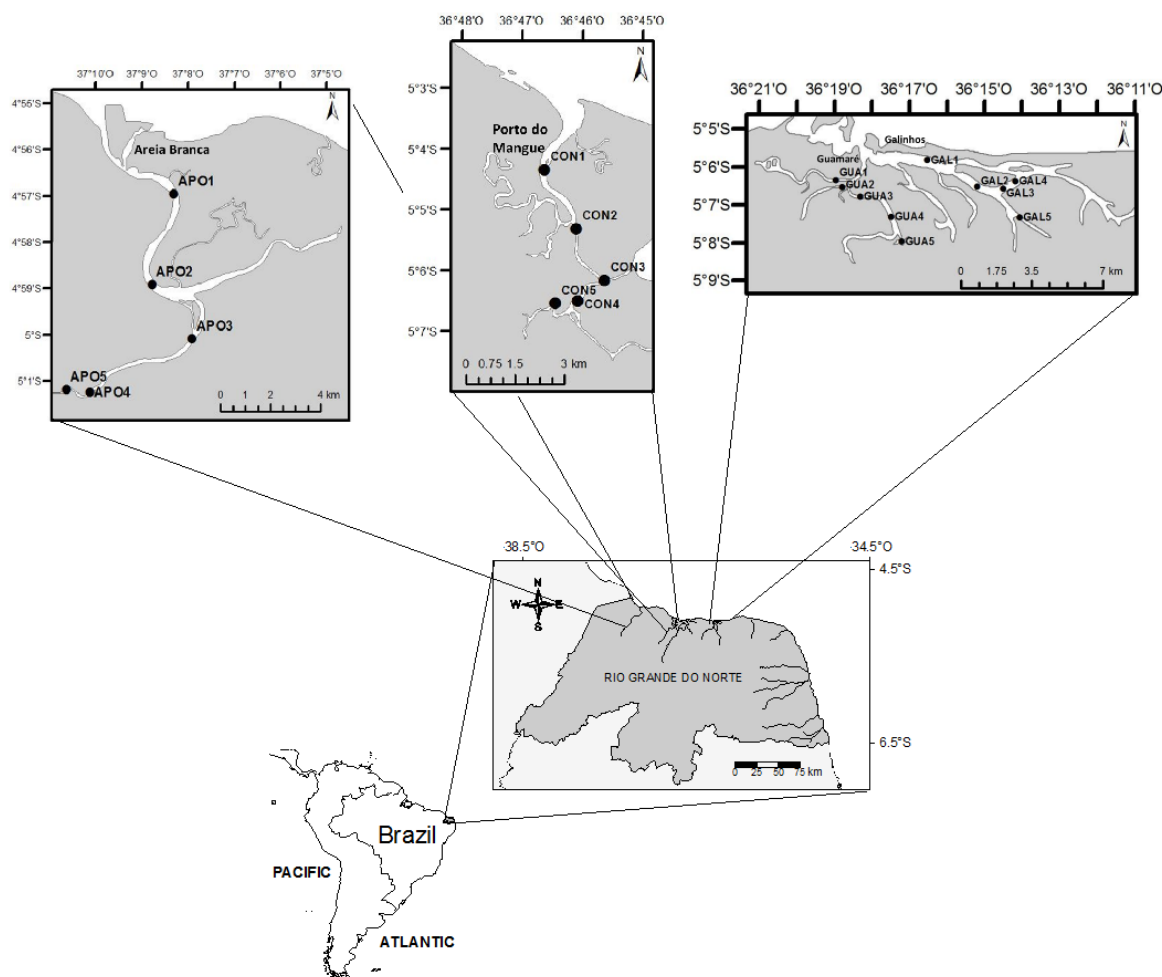 36°48'O 36°47'O 36°46'O 36°45'O
37°10'O 37°9'O 37°8'O 37°7'O 37°6'O 37°5'O
36°21'O 36°19'O 36°17'O 36°15'O 36°13'O 36°11'O
N
4°55'S
4°56'S
4°57'S
4°58'S
4°59'S
5°S
5°1'S
Areia Branca
APO1
APO2
APO3
APO5
APO4
0 1 2 4 km
N
5°3'S
5°4'S
5°5'S
5°6'S
5°7'S
Porto do
Mangue
CON1
CON2
CON3
CON5
CON4
0 0.75 1.5 3 km
N
5°5'S
5°6'S
5°7'S
5°8'S
5°9'S
Galinhos
Guamaré
GAL1
GUA1
GUA2
GUA3
GAL2
GAL4
GAL3
GUA4
GAL5
GUA5
0 1.75 3.5 7 km
38.5°O 34.5°O
4.5°S
6.5°S
N
W E
S
RIO GRANDE DO NORTE
0 25 50 75 km
Brazil
PACIFIC
ATLANTIC